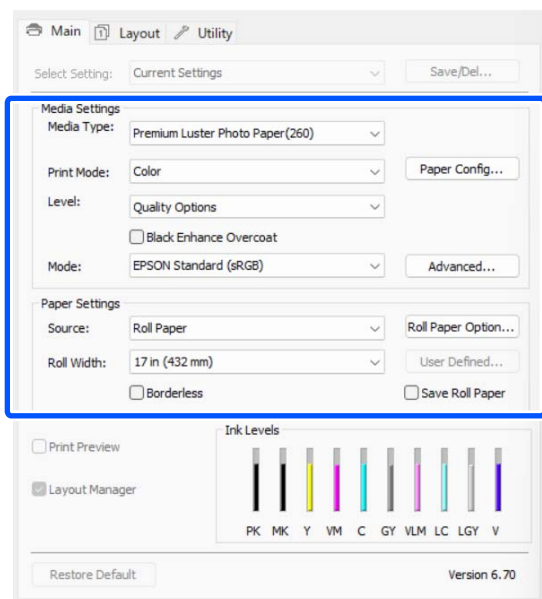 Main 1 Layout Utility
Select Setting: Current Settings Save/Del...
Media Settings
Media Type: Premium Luster Photo Paper(260)
Print Mode: Color Paper Config...
Level: Quality Options
Black Enhance Overcoat
Mode: EPSON Standard (sRGB) Advanced...
Paper Settings
Source: Roll Paper Roll Paper Option...
Roll Width: 17 in (432 mm) User Defined...
Borderless Save Roll Paper
Ink Levels
Print Preview
Layout Manager
PK MK Y VM C GY VLM LC LGY V
Restore Default Version 6.70